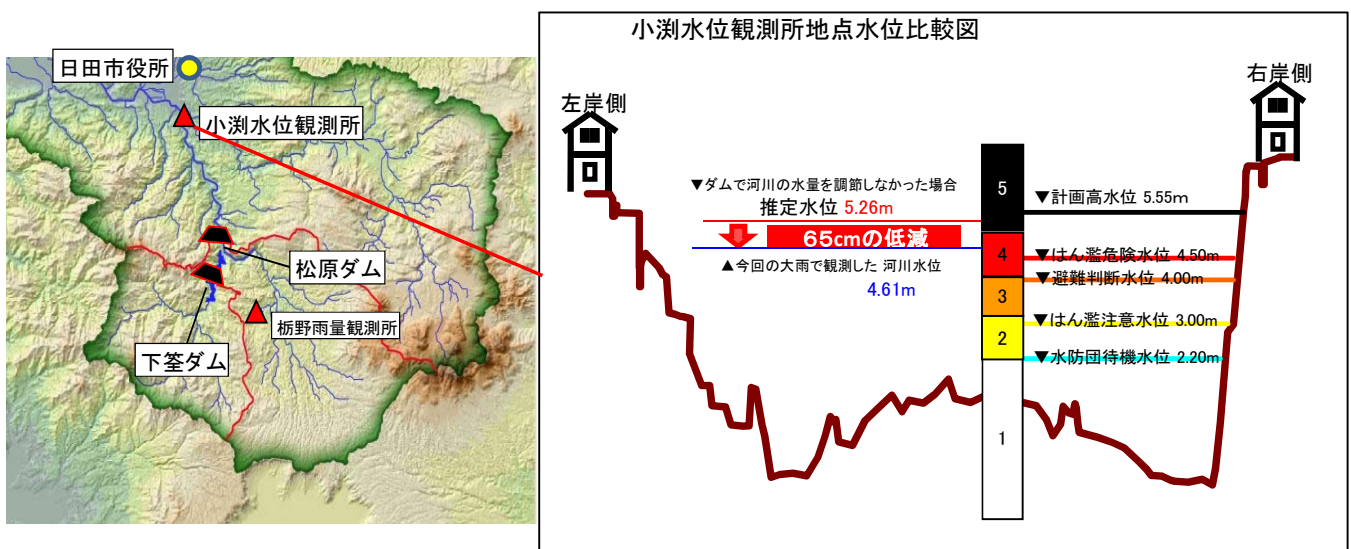 日田市役所
小渕水位観測所
松原ダム
栃野雨量観測所
下筌ダム
小渕水位観測所地点水位比較図
左岸側
右岸側
▼ダムで河川の水量を調節しなかった場合
推定水位 5.26m
65cmの低減
▲今回の大雨で観測した 河川水位
4.61m
5
4
3
2
1
▼計画高水位 5.55m
▼はん濫危険水位 4.50m
▼避難判断水位 4.00m
▼はん濫注意水位 3.00m
▼水防団待機水位 2.20m